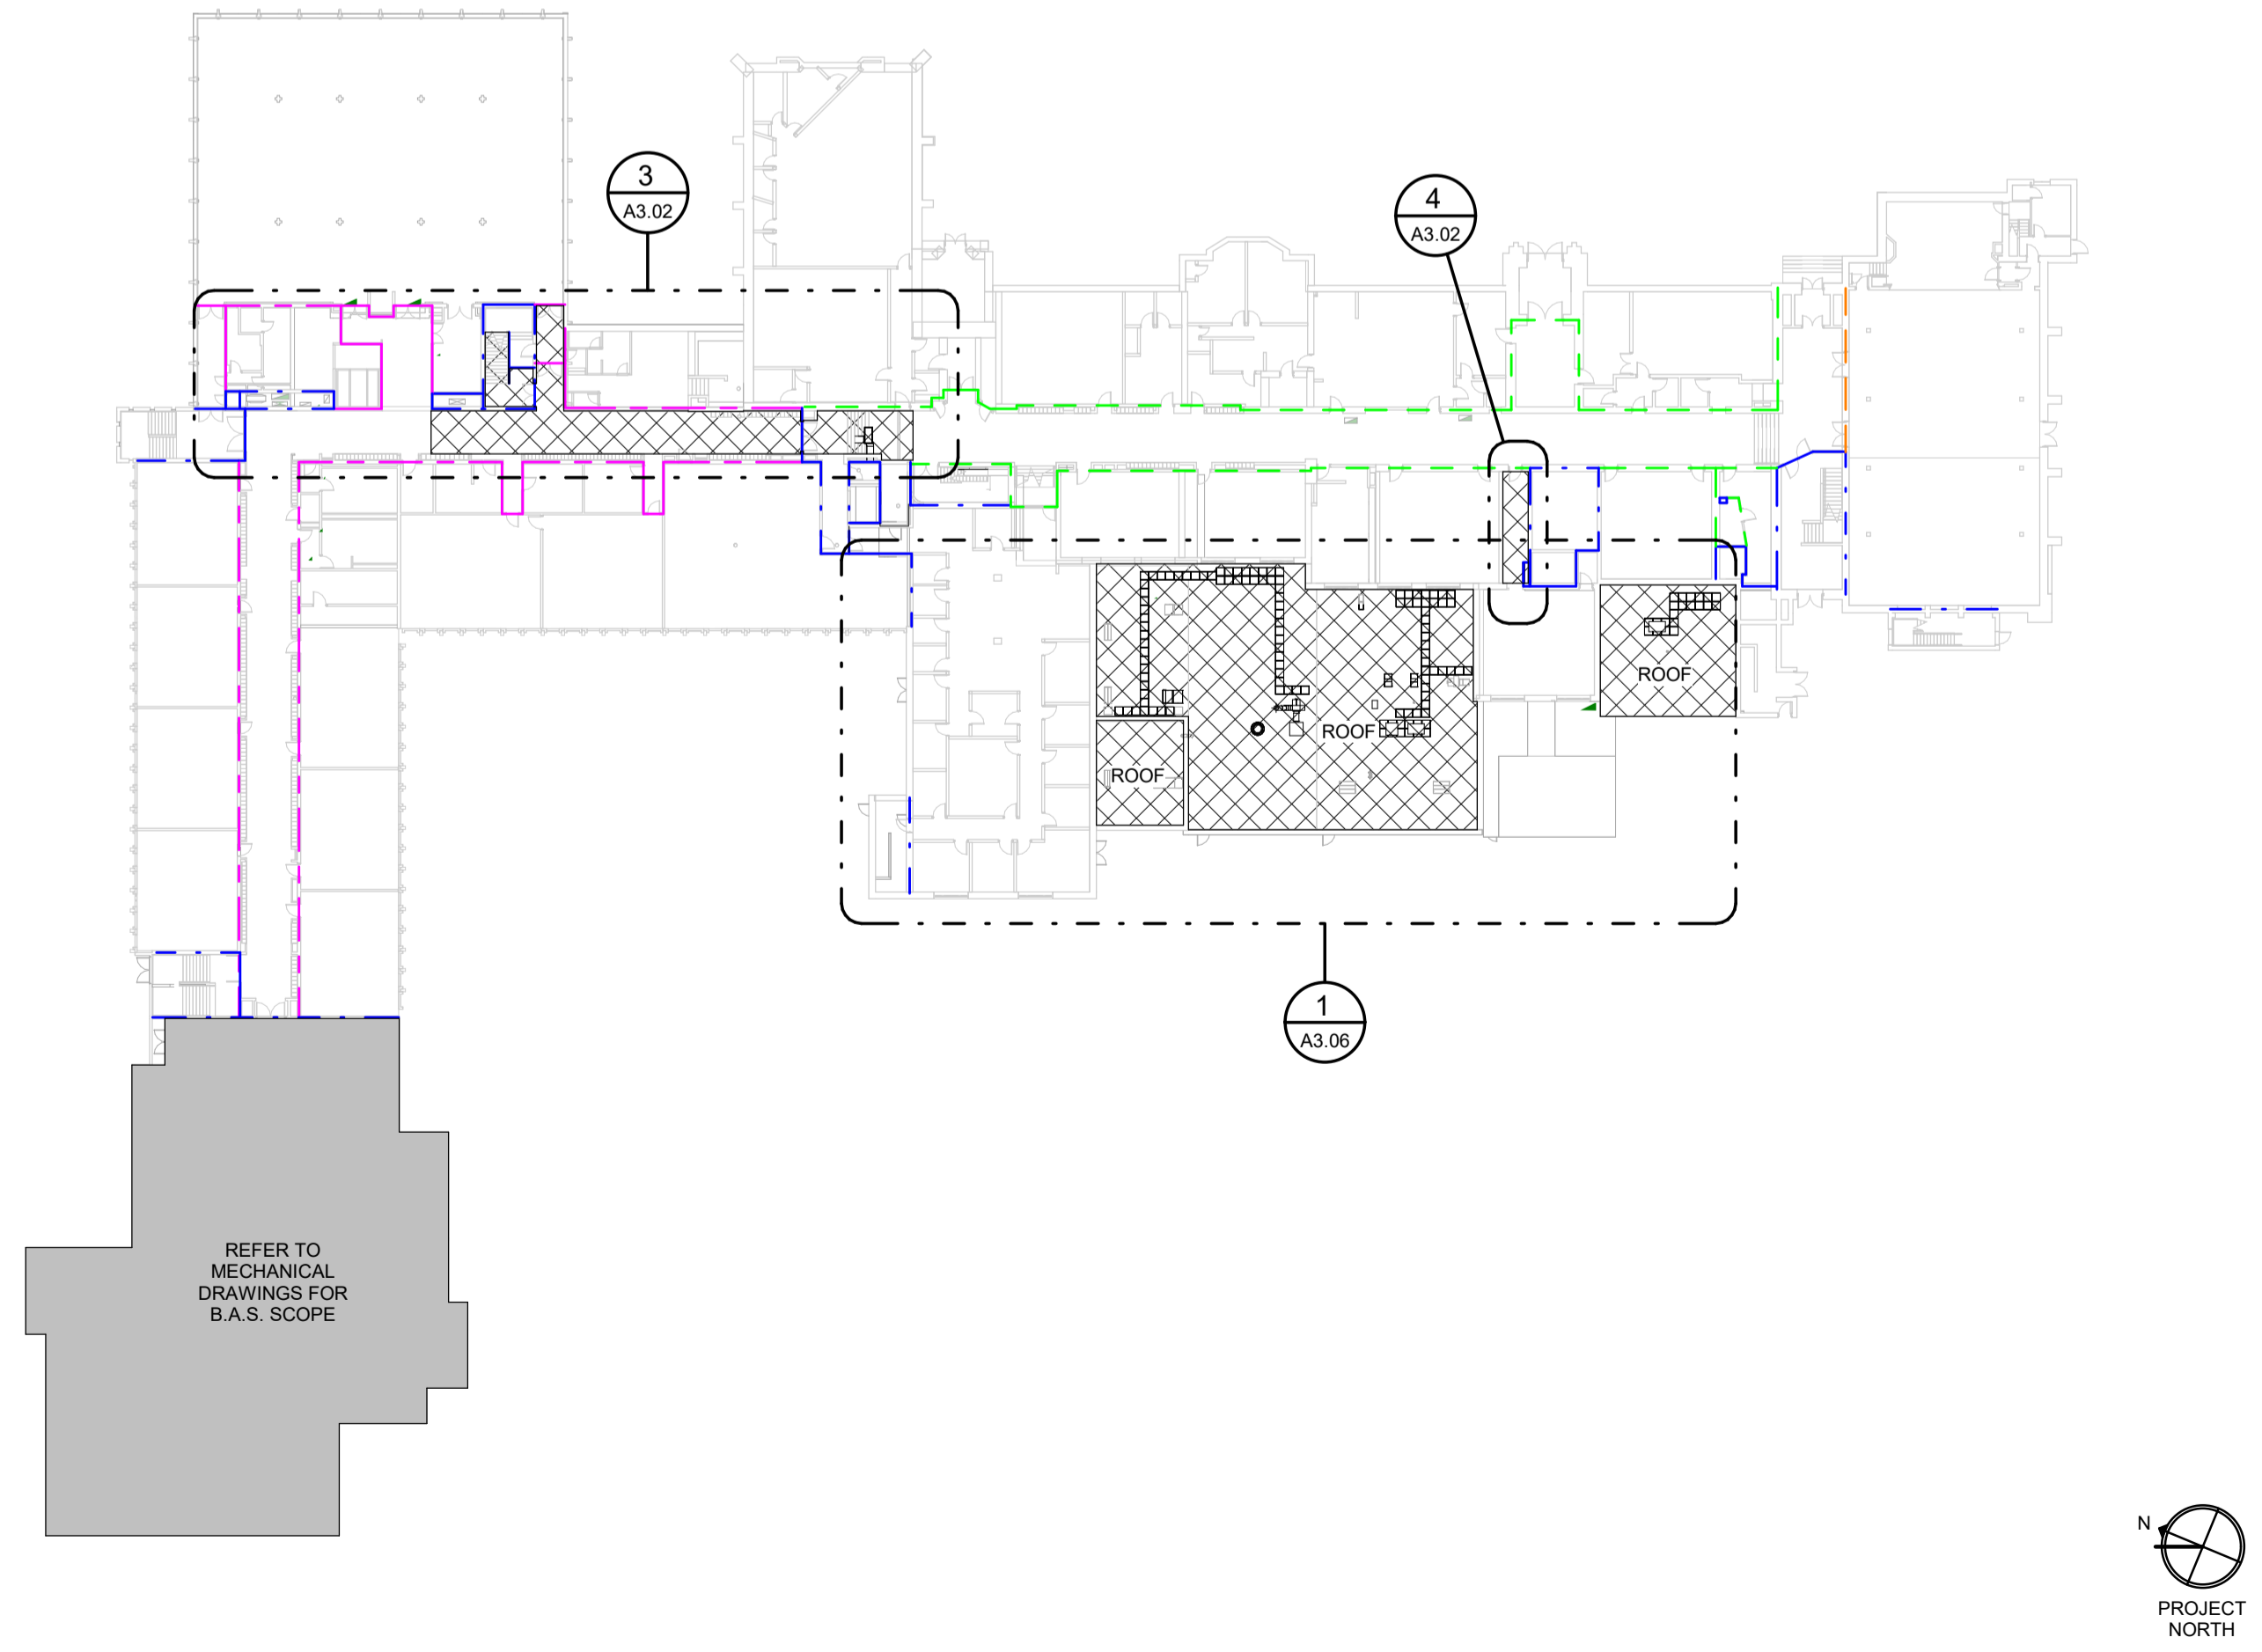 3
A3.02
4
A3.02
ROOF
ROOF
ROOF
1
A3.06
REFER TO
MECHANICAL
DRAWINGS FOR
B.A.S. SCOPE
N
PROJECT
NORTH